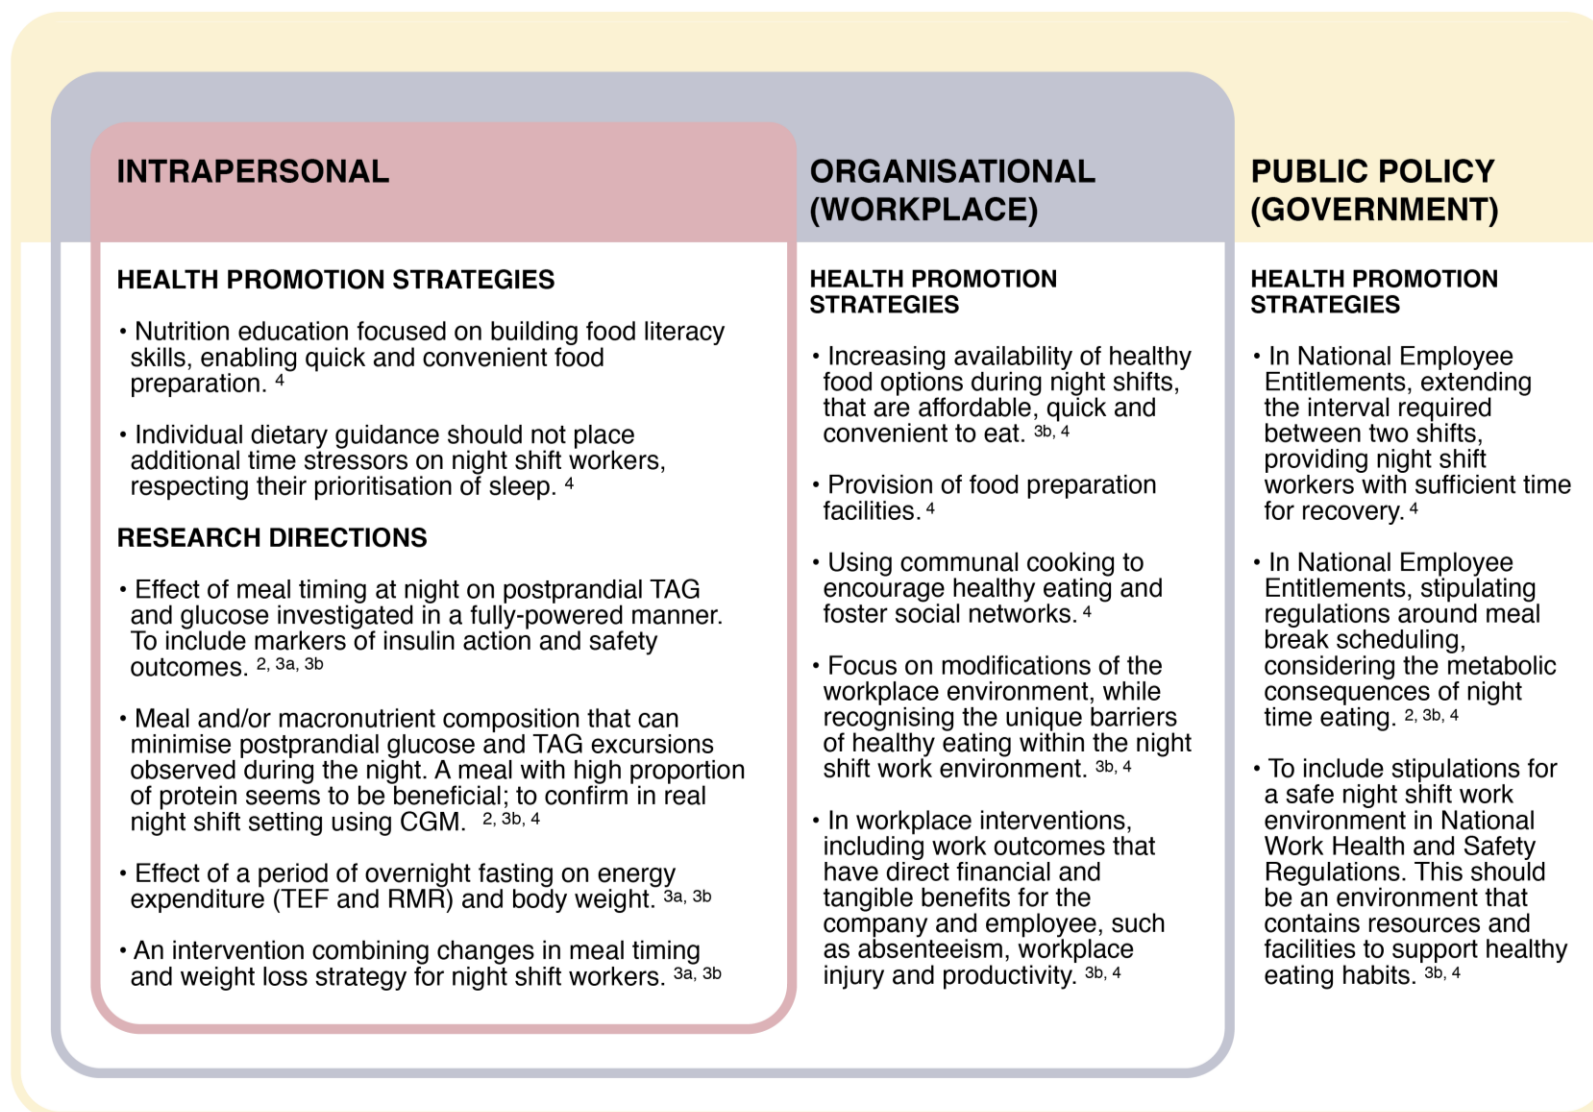 INTRAPERSONAL
HEALTH PROMOTION STRATEGIES
• Nutrition education focused on building food literacy
skills, enabling quick and convenient food
preparation. 4
• Individual dietary guidance should not place
additional time stressors on night shift workers,
respecting their prioritisation of sleep. 4
RESEARCH DIRECTIONS
• Effect of meal timing at night on postprandial TAG
and glucose investigated in a fully-powered manner.
To include markers of insulin action and safety
outcomes. 2, 3a, 3b
• Meal and/or macronutrient composition that can
minimise postprandial glucose and TAG excursions
observed during the night. A meal with high proportion
of protein seems to be beneficial; to confirm in real
night shift setting using CGM. 2, 3b, 4
• Effect of a period of overnight fasting on energy
expenditure (TEF and RMR) and body weight. 3a, 3b
• An intervention combining changes in meal timing
and weight loss strategy for night shift workers. 3a, 3b
ORGANISATIONAL
(WORKPLACE)
HEALTH PROMOTION
STRATEGIES
• Increasing availability of healthy
food options during night shifts,
that are affordable, quick and
convenient to eat. 3b, 4
• Provision of food preparation
facilities. 4
• Using communal cooking to
encourage healthy eating and
foster social networks. 4
• Focus on modifications of the
workplace environment, while
recognising the unique barriers
of healthy eating within the night
shift work environment. 3b, 4
• In workplace interventions,
including work outcomes that
have direct financial and
tangible benefits for the
company and employee, such
as absenteeism, workplace
injury and productivity. 3b, 4
PUBLIC POLICY
(GOVERNMENT)
HEALTH PROMOTION
STRATEGIES
• In National Employee
Entitlements, extending
the interval required
between two shifts,
providing night shift
workers with sufficient time
for recovery. 4
• In National Employee
Entitlements, stipulating
regulations around meal
break scheduling,
considering the metabolic
consequences of night
time eating. 2, 3b, 4
• To include stipulations for
a safe night shift work
environment in National
Work Health and Safety
Regulations. This should
be an environment that
contains resources and
facilities to support healthy
eating habits. 3b, 4